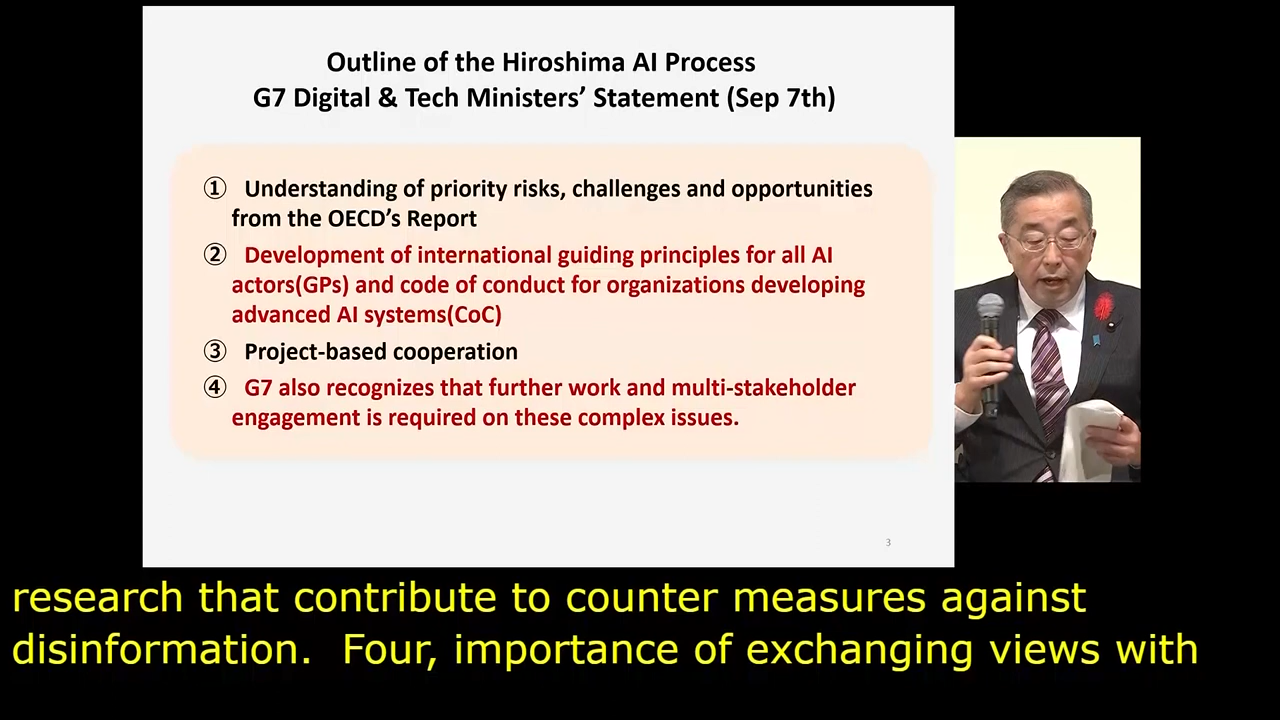 Outline of the Hiroshima AI Process
G7 Digital & Tech Ministers’ Statement (Sep 7th)
① Understanding of priority risks, challenges and opportunities
from the OECD’s Report
② Development of international guiding principles for all AI
actors(GPs) and code of conduct for organizations developing
advanced AI systems(CoC)
③ Project-based cooperation
④ G7 also recognizes that further work and multi-stakeholder
engagement is required on these complex issues.
3
research that contribute to counter measures against
disinformation.  Four, importance of exchanging views with